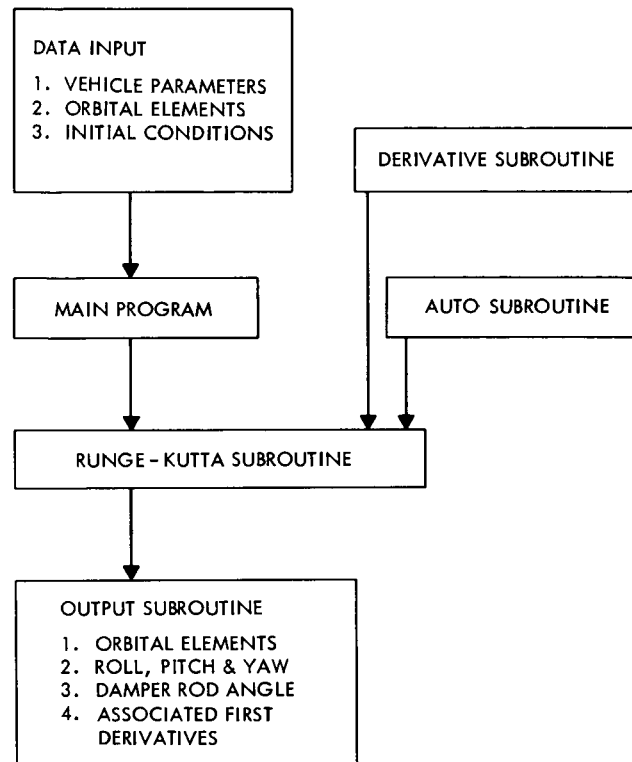 DATA INPUT
1. VEHICLE PARAMETERS
2. ORBITAL ELEMENTS
3. INITIAL CONDITIONS
DERIVATIVE SUBROUTINE
MAIN PROGRAM
AUTO SUBROUTINE
RUNGE-KUTTA SUBROUTINE
OUTPUT SUBROUTINE
1. ORBITAL ELEMENTS
2. ROLL, PITCH & YAW
3. DAMPER ROD ANGLE
4. ASSOCIATED FIRST
DERIVATIVES